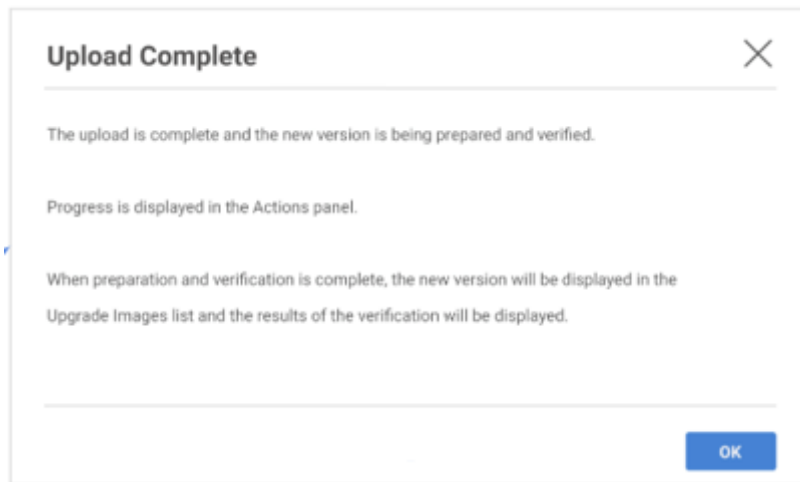 Upload Complete
The upload is complete and the new version is being prepared and verified.
Progress is displayed in the Actions panel.
When preparation and verification is complete, the new version will be displayed in the
Upgrade Images list and the results of the verification will be displayed.
OK